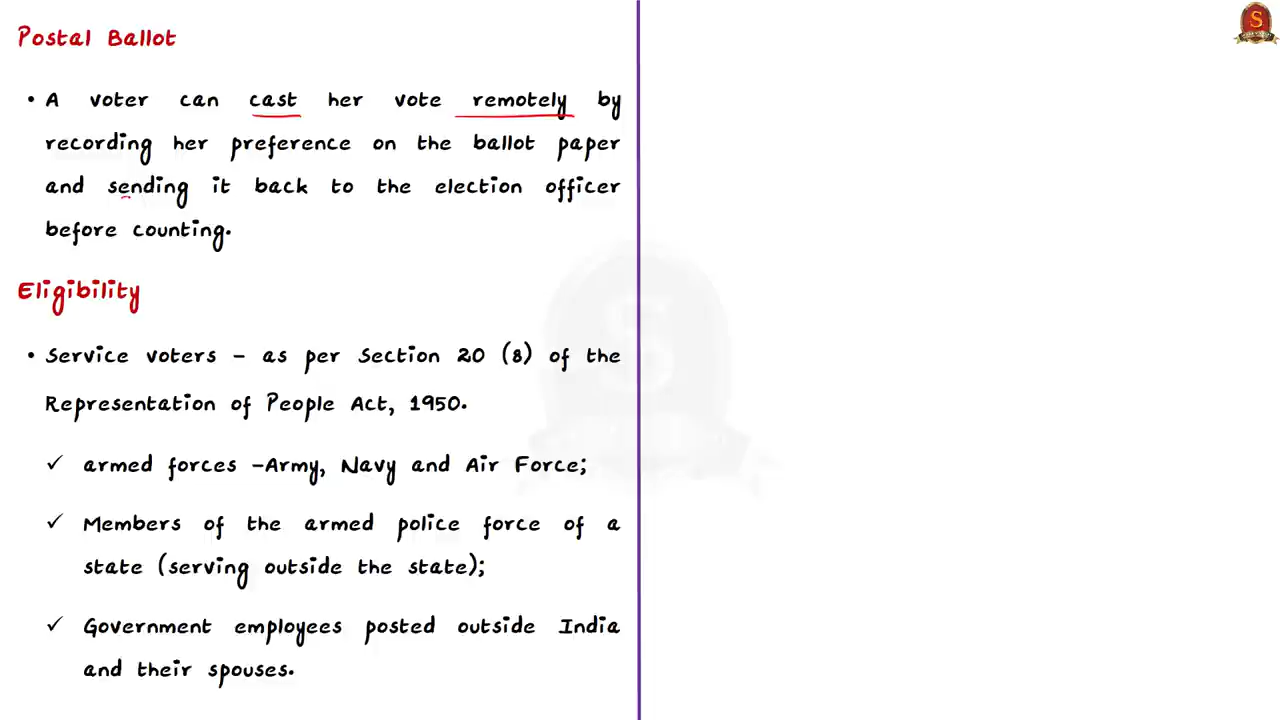 Postal Ballot
• A voter can cast her vote remotely by
recording her preference on the ballot paper
and sending it back to the election officer
before counting.
Eligibility
• Service voters – as per Section 20 (8) of the
Representation of People Act, 1950.
✓ armed forces –Army, Navy and Air Force;
✓ Members of the armed police force of a
state (serving outside the state);
✓ Government employees posted outside India
and their spouses.
S